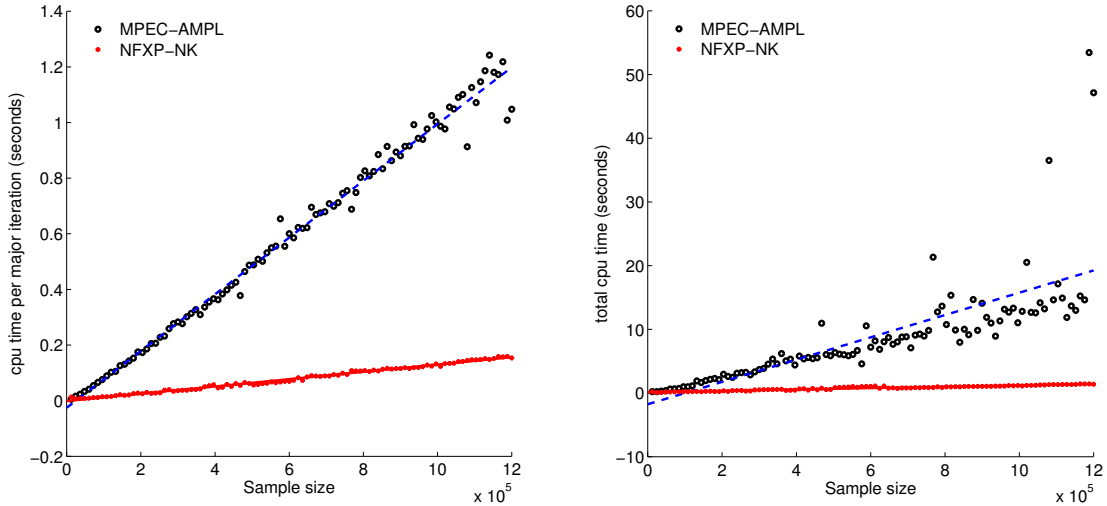 MPEC−AMPL
NFXP−NK
1.4
1.2
1
0.8
0.6
0.4
0.2
0
−0.2
cpu time per major iteration (seconds)
0 2 4 6 8 10 12
Sample size
x 10^5
MPEC−AMPL
NFXP−NK
60
50
40
30
20
10
0
−10
total cpu time (seconds)
0 2 4 6 8 10 12
Sample size
x 10^5